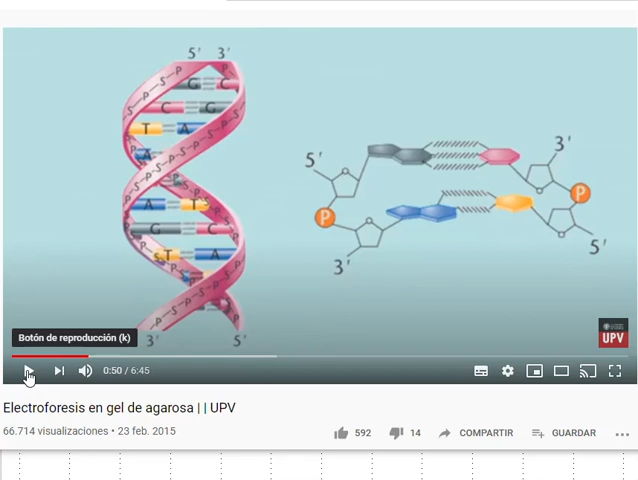 5' 3'
G C
C G
T A
A
A T
G C
T A
3' 5'
5' 3'
P P
3' 5'
UPV
Botón de reproducción (k)
0:50 / 6:45
Electroforesis en gel de agarosa | | UPV
66.714 visualizaciones • 23 feb. 2015
592 14 COMPARTIR GUARDAR